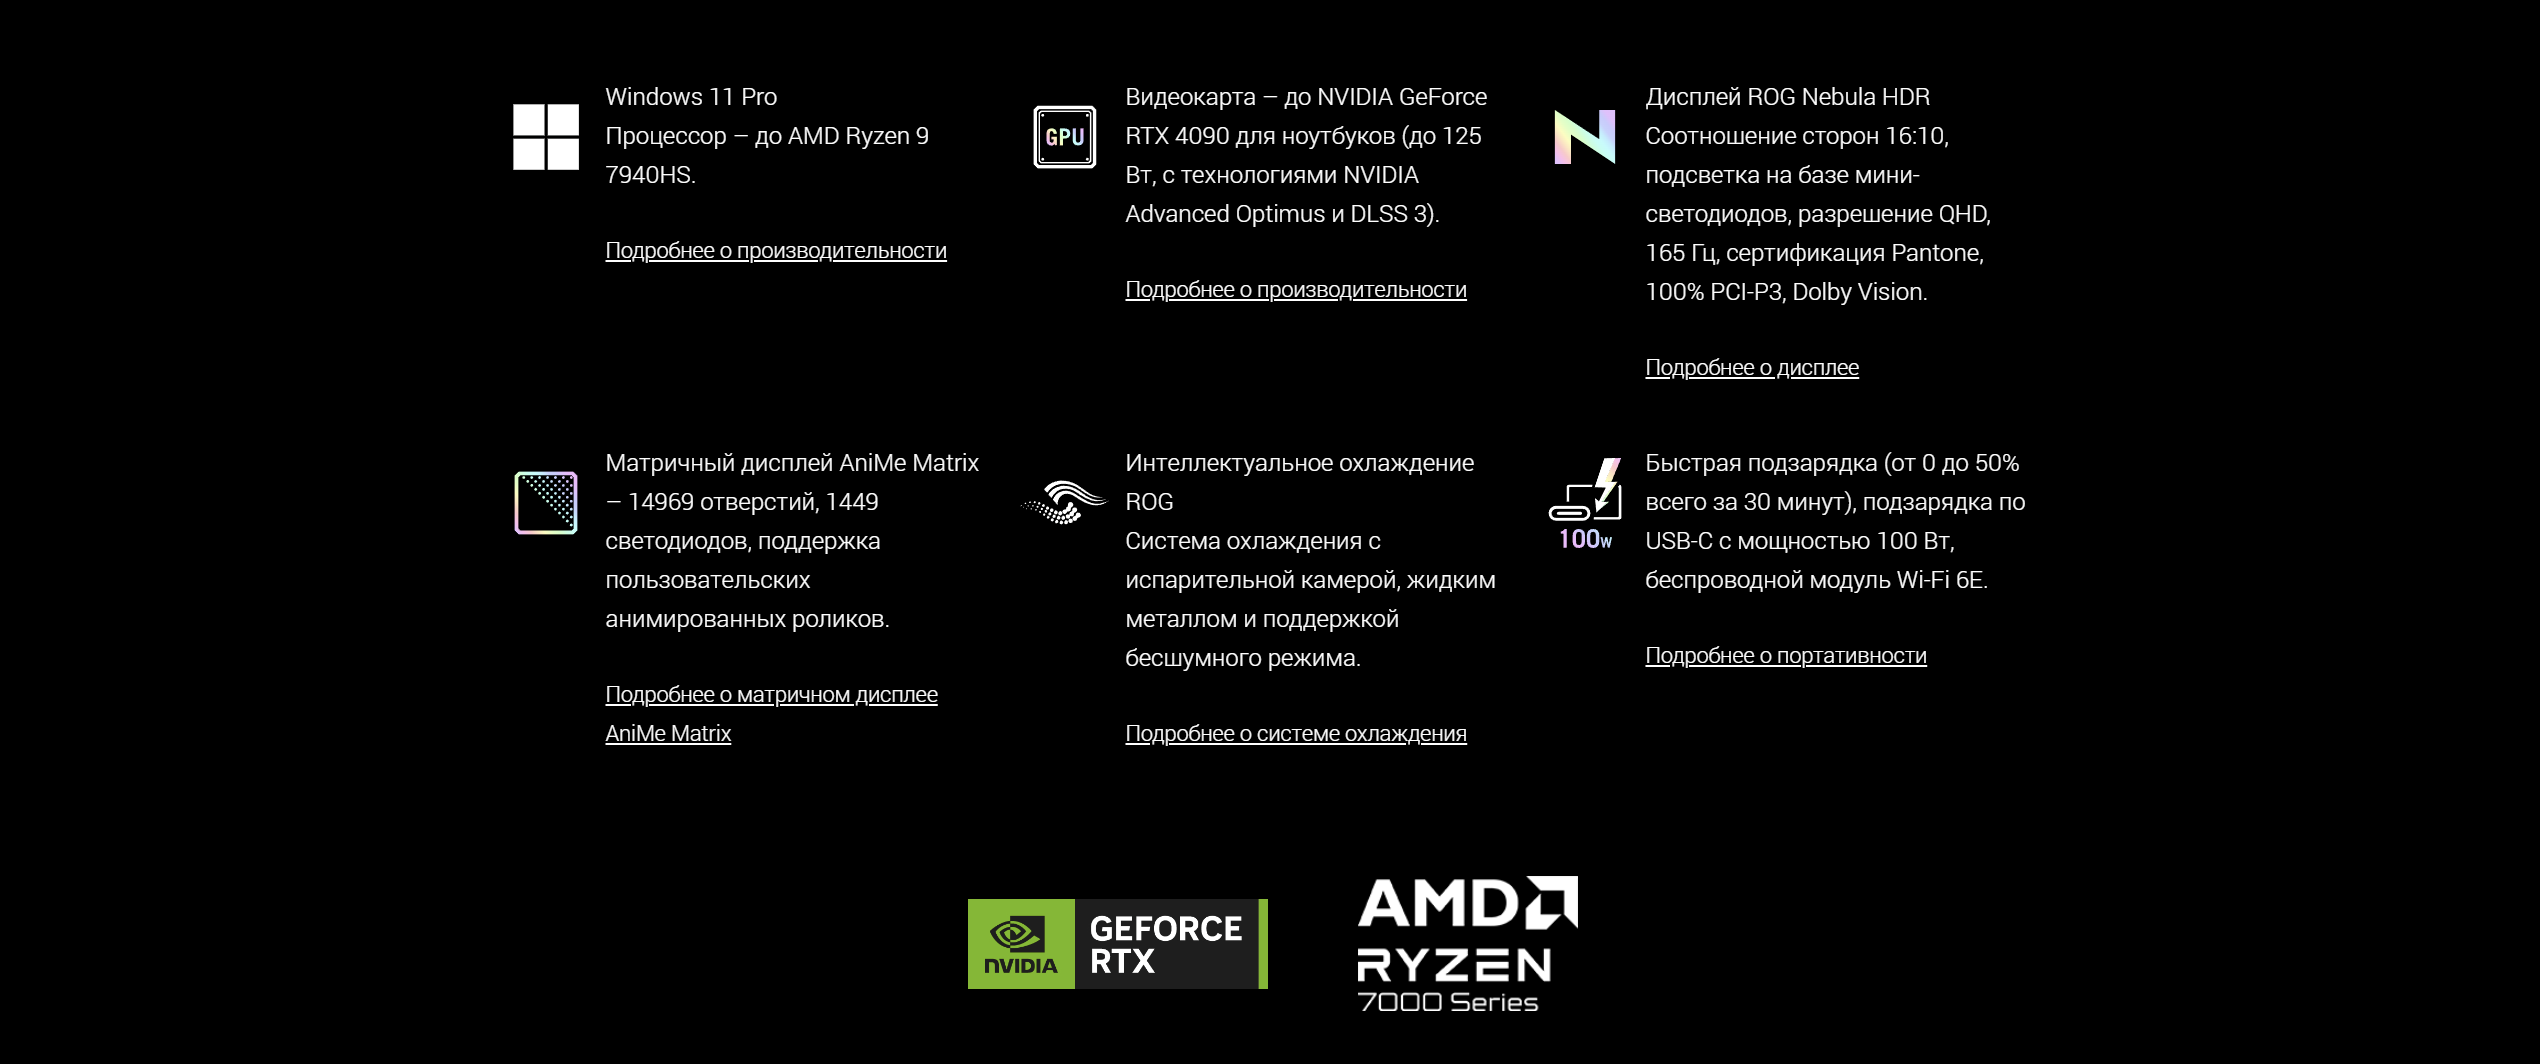 Windows 11 Pro
Процессор – до AMD Ryzen 9
7940HS.
Подробнее о производительности
GPU
Видеокарта – до NVIDIA GeForce
RTX 4090 для ноутбуков (до 125
Вт, с технологиями NVIDIA
Advanced Optimus и DLSS 3).
Подробнее о производительности
Дисплей ROG Nebula HDR
Соотношение сторон 16:10,
подсветка на базе мини-
светодиодов, разрешение QHD,
165 Гц, сертификация Pantone,
100% PCI-P3, Dolby Vision.
Подробнее о дисплее
Матричный дисплей AniMe Matrix
– 14969 отверстий, 1449
светодиодов, поддержка
пользовательских
анимированных роликов.
Подробнее о матричном дисплее
AniMe Matrix
Интеллектуальное охлаждение
ROG
Система охлаждения с
испарительной камерой, жидким
металлом и поддержкой
бесшумного режима.
Подробнее о системе охлаждения
100W
Быстрая подзарядка (от 0 до 50%
всего за 30 минут), подзарядка по
USB-C с мощностью 100 Вт,
беспроводной модуль Wi-Fi 6E.
Подробнее о портативности
NVIDIA
GEFORCE
RTX
AMD
RYZEN
7000 Series